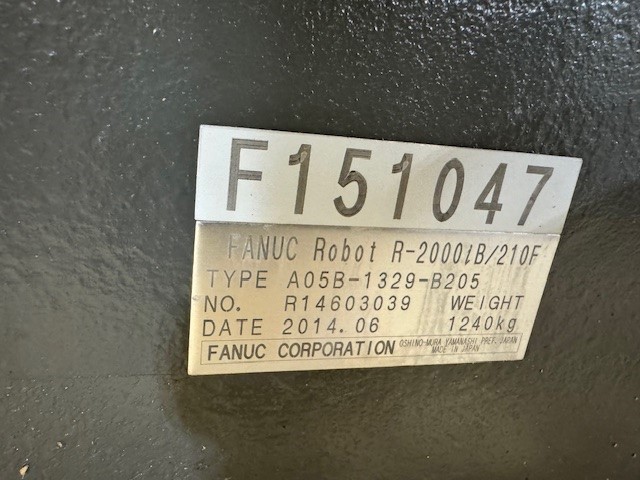 F151047
FANUC Robot R-2000iB/210F
TYPE A05B-1329-B205
NO. R14603039 WEIGHT
DATE 2014.06 1240kg
FANUC CORPORATION OSHINO-MURA YAMANASHI PREF. JAPAN
MADE IN JAPAN